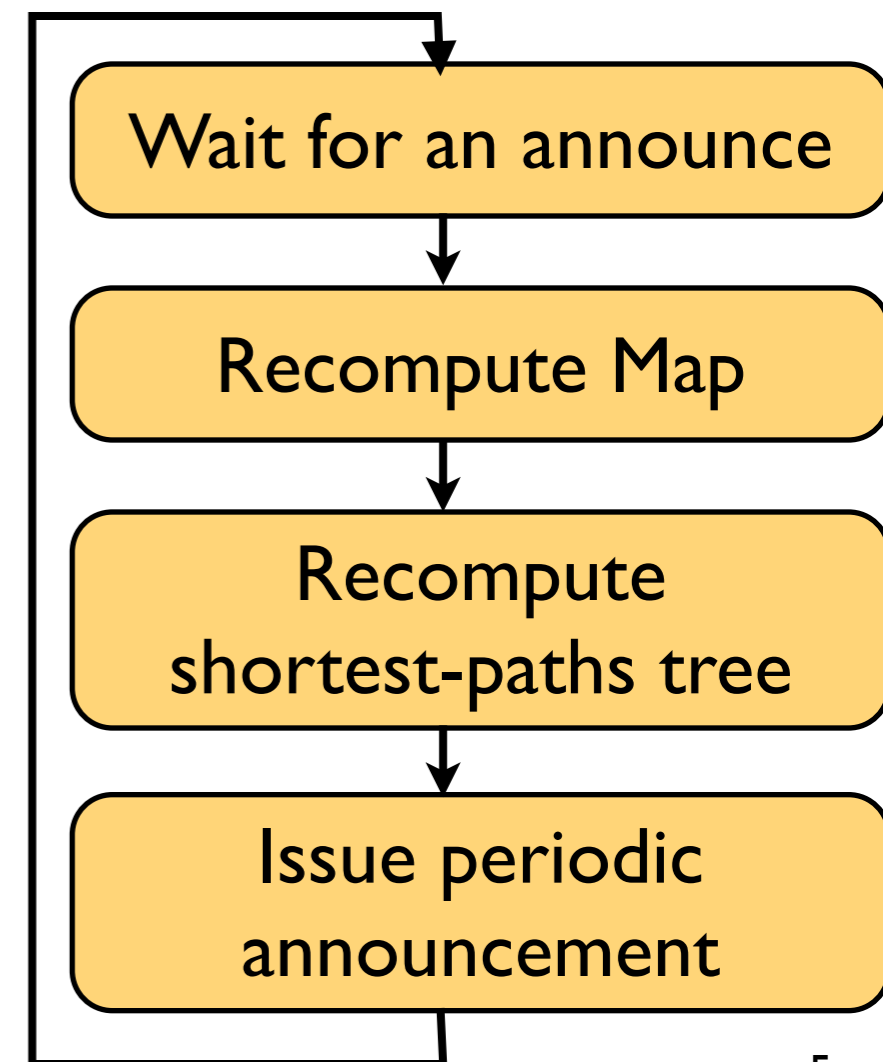 Wait for an announce
Recompute Map
Recompute
shortest-paths tree
Issue periodic
announcement